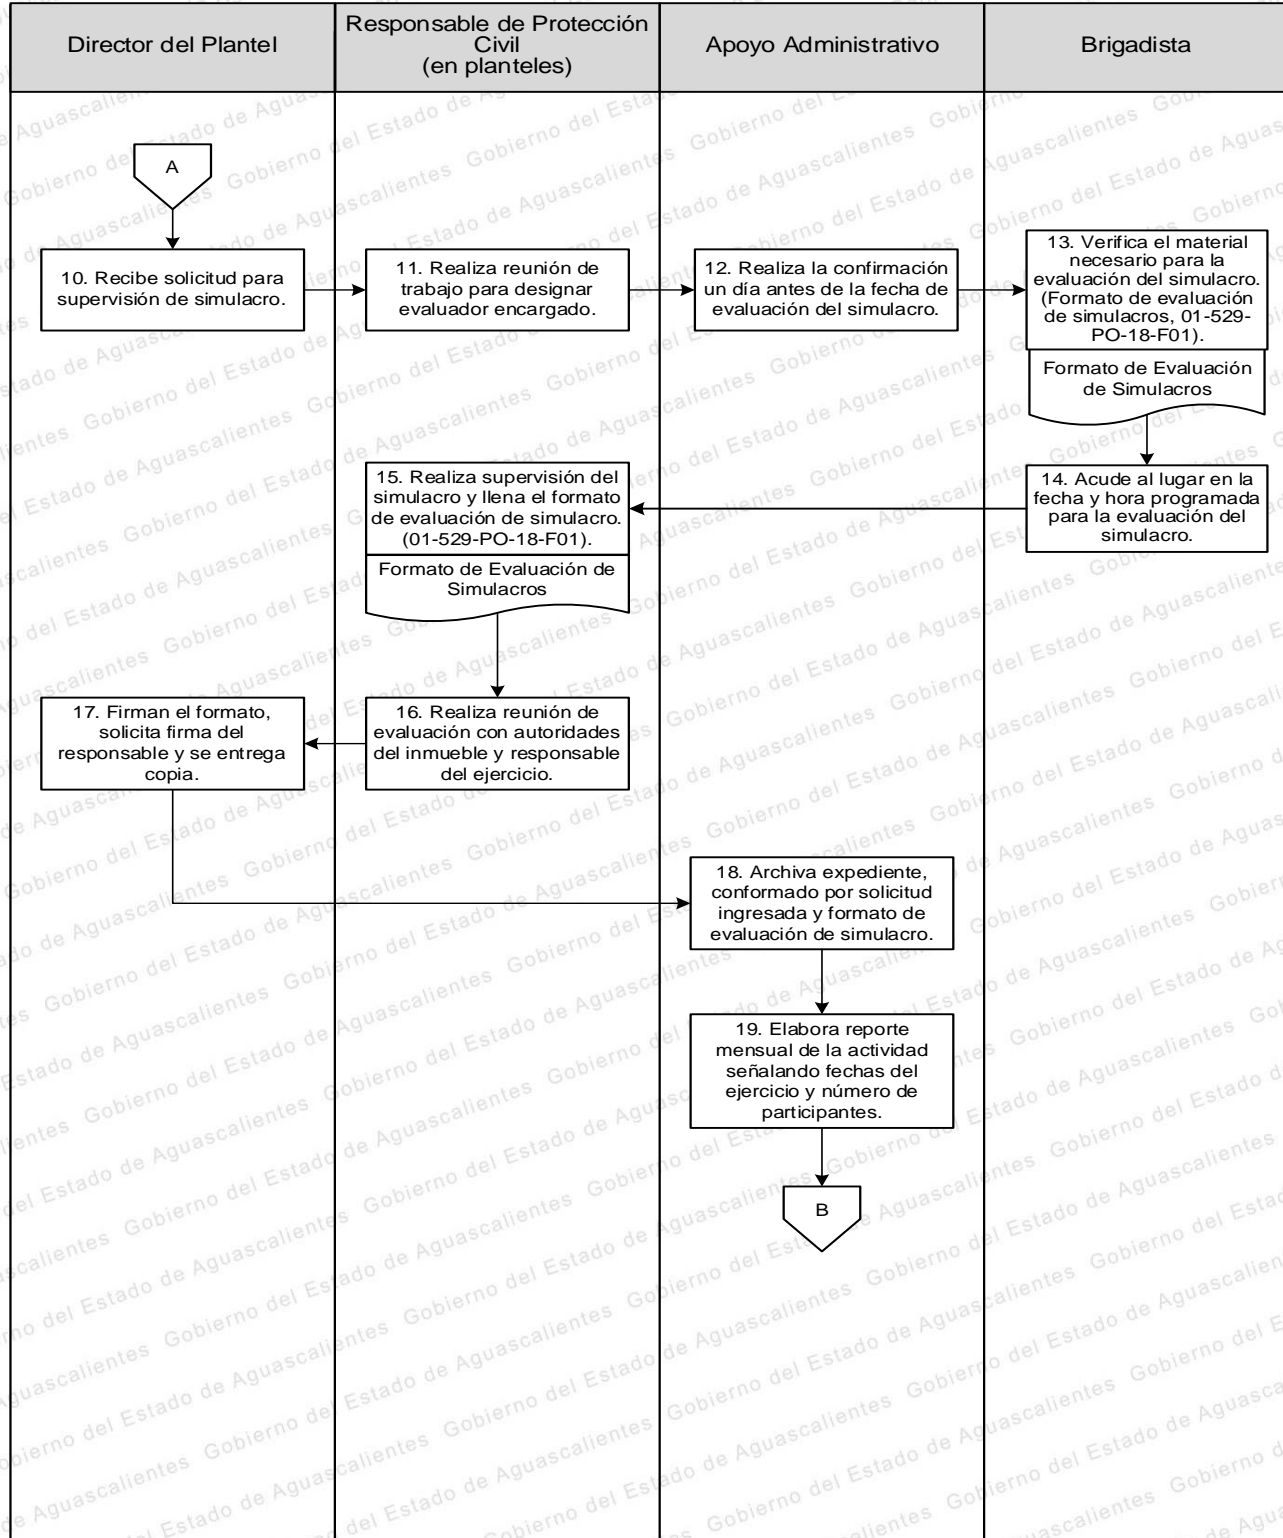 Director del Plantel
Responsable de Protección
Civil
(en planteles)
Apoyo Administrativo
Brigadista
A
10. Recibe solicitud para
supervisión de simulacro.
11. Realiza reunión de
trabajo para designar
evaluador encargado.
12. Realiza la confirmación
un día antes de la fecha de
evaluación del simulacro.
13. Verifica el material
necesario para la
evaluación del simulacro.
(Formato de evaluación
de simulacros, 01-529-
PO-18-F01).
Formato de Evaluación
de Simulacros
14. Acude al lugar en la
fecha y hora programada
para la evaluación del
simulacro.
15. Realiza supervisión del
simulacro y llena el formato
de evaluación de simulacro.
(01-529-PO-18-F01).
Formato de Evaluación de
Simulacros
16. Realiza reunión de
evaluación con autoridades
del inmueble y responsable
del ejercicio.
17. Firman el formato,
solicita firma del
responsable y se entrega
copia.
18. Archiva expediente,
conformado por solicitud
ingresada y formato de
evaluación de simulacro.
19. Elabora reporte
mensual de la actividad
señalando fechas del
ejercicio y número de
participantes.
B
Gobierno del Estado de Aguascalientes